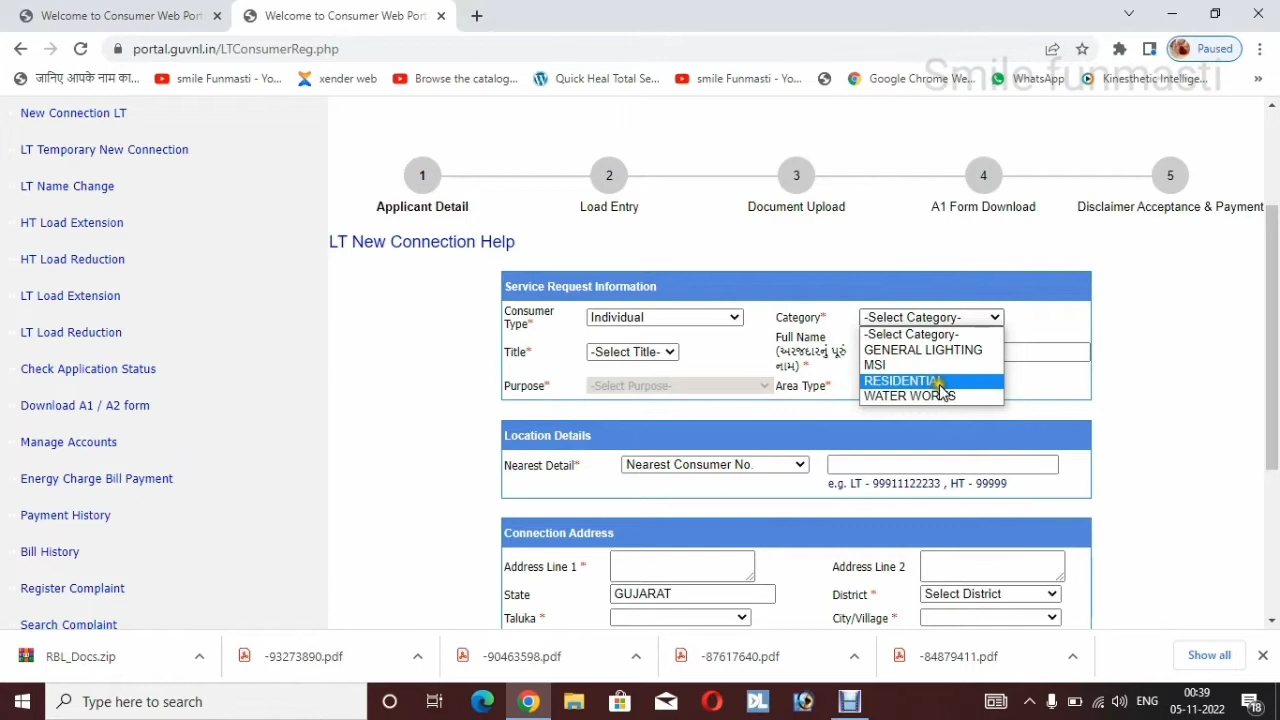 Welcome to Consumer Web Port
Welcome to Consumer Web Port
portal.guvnl.in/LTConsumerReg.php
Paused
जानिए आपके नाम का...
smile Funmasti - Yo...
xender web
Browse the catalog...
Quick Heal Total Se...
smile Funmasti - Yo...
Google Chrome We...
WhatsApp
Kinesthetic Intellige...
»
Smile funmasti
New Connection LT
LT Temporary New Connection
LT Name Change
HT Load Extension
HT Load Reduction
LT Load Extension
LT Load Reduction
Check Application Status
Download A1 / A2 form
Manage Accounts
Energy Charge Bill Payment
Payment History
Bill History
Register Complaint
Search Complaint
1 2 3 4 5
Applicant Detail Load Entry Document Upload A1 Form Download Disclaimer Acceptance & Payment
LT New Connection Help
Service Request Information
Consumer Type* Individual
Category* -Select Category-
-Select Category-
GENERAL LIGHTING
MSI
RESIDENTIAL
WATER WORKS
Title* -Select Title-
Full Name
(અરજદારનું પૂરું
નામ) *
Purpose* -Select Purpose-
Area Type*
Location Details
Nearest Detail* Nearest Consumer No.
e.g. LT - 99911122233 , HT - 99999
Connection Address
Address Line 1 * Address Line 2
State GUJARAT District * Select District
Taluka * City/Village *
RBL_Docs.zip
-93273890.pdf
-90463598.pdf
-87617640.pdf
-84879411.pdf
Show all
Type here to search
DL
ENG
00:39
05-11-2022
18